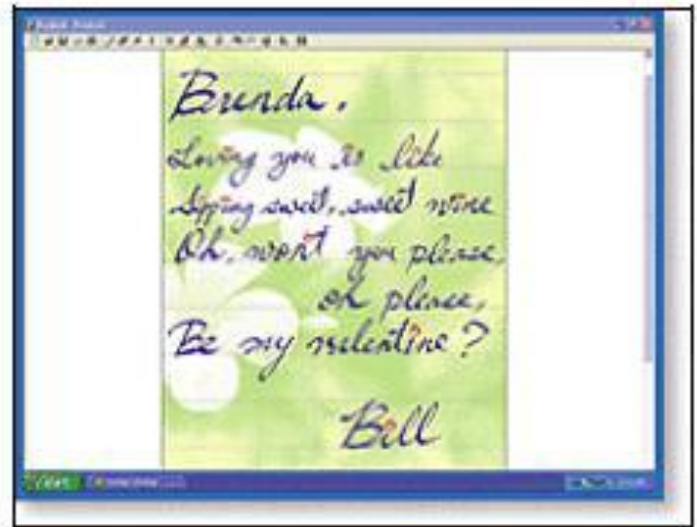 Brenda,
Loving you is like
sipping sweet, sweet wine
Oh, won't you please,
oh please,
Be my valentine?
Bill
start